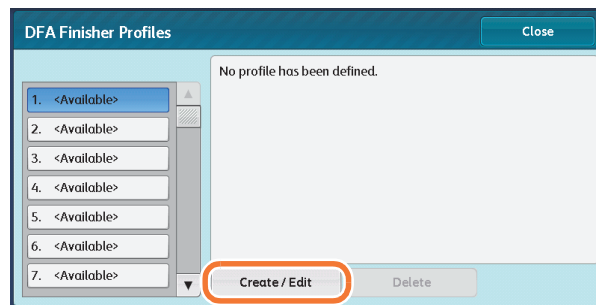 DFA Finisher Profiles
Close
No profile has been defined.
1. <Available>
2. <Available>
3. <Available>
4. <Available>
5. <Available>
6. <Available>
7. <Available>
Create / Edit
Delete